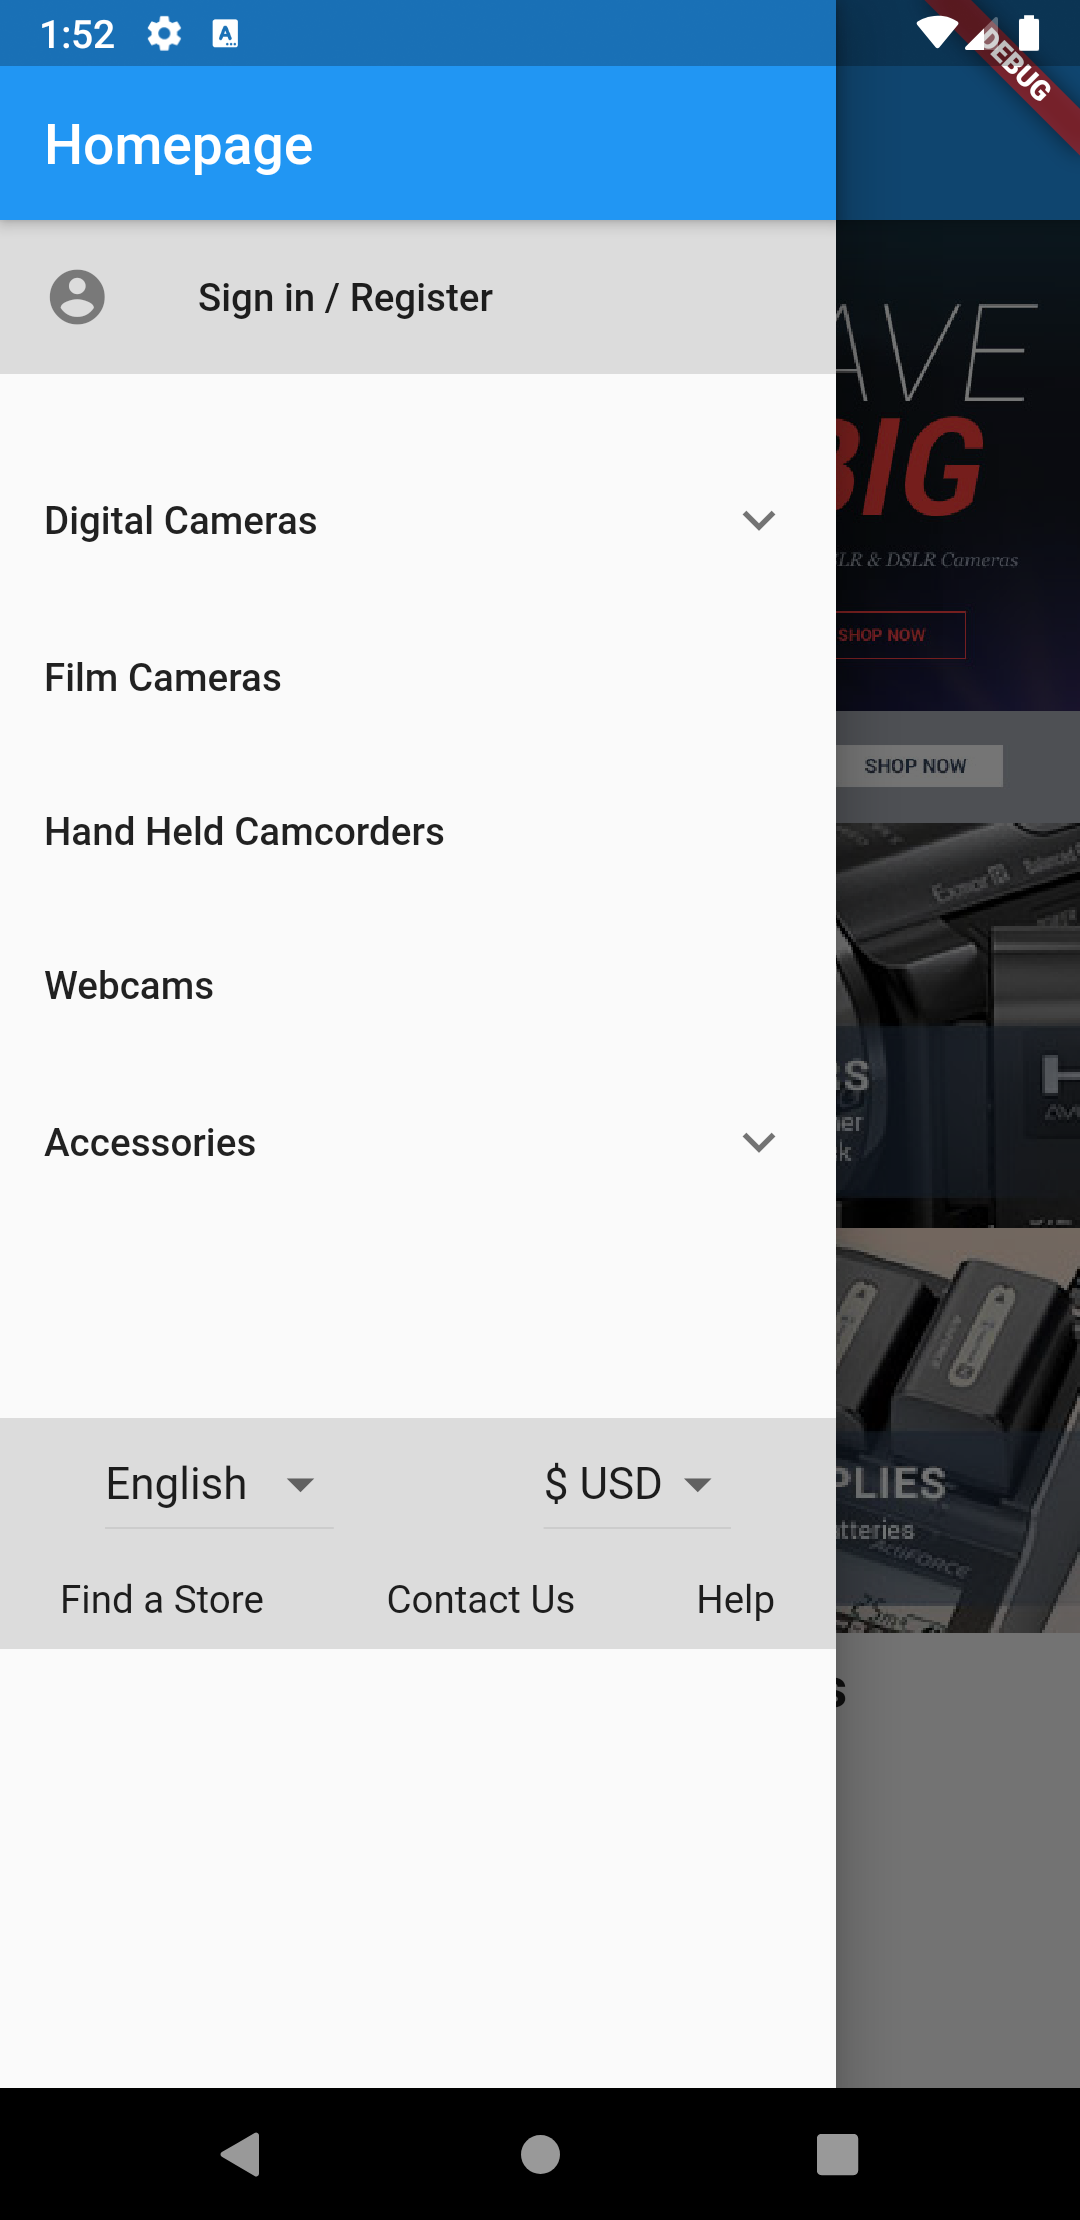 1:52
DEBUG
Homepage
Sign in / Register
AVE
BIG
LR & DSLR Cameras
SHOP NOW
SHOP NOW
Digital Cameras
Film Cameras
Hand Held Camcorders
Webcams
Accessories
S
er
k
PLIES
tteries
ActiFORCE
English
$ USD
Find a Store
Contact Us
Help
s